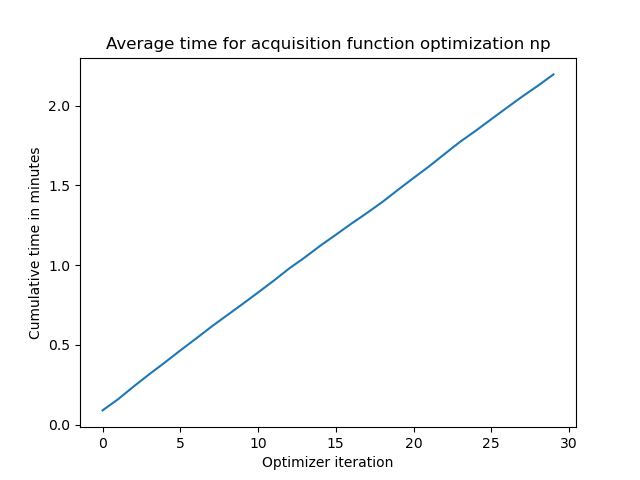 Average time for acquisition function optimization np
Cumulative time in minutes
2.0
1.5
1.0
0.5
0.0
0 5 10 15 20 25 30
Optimizer iteration